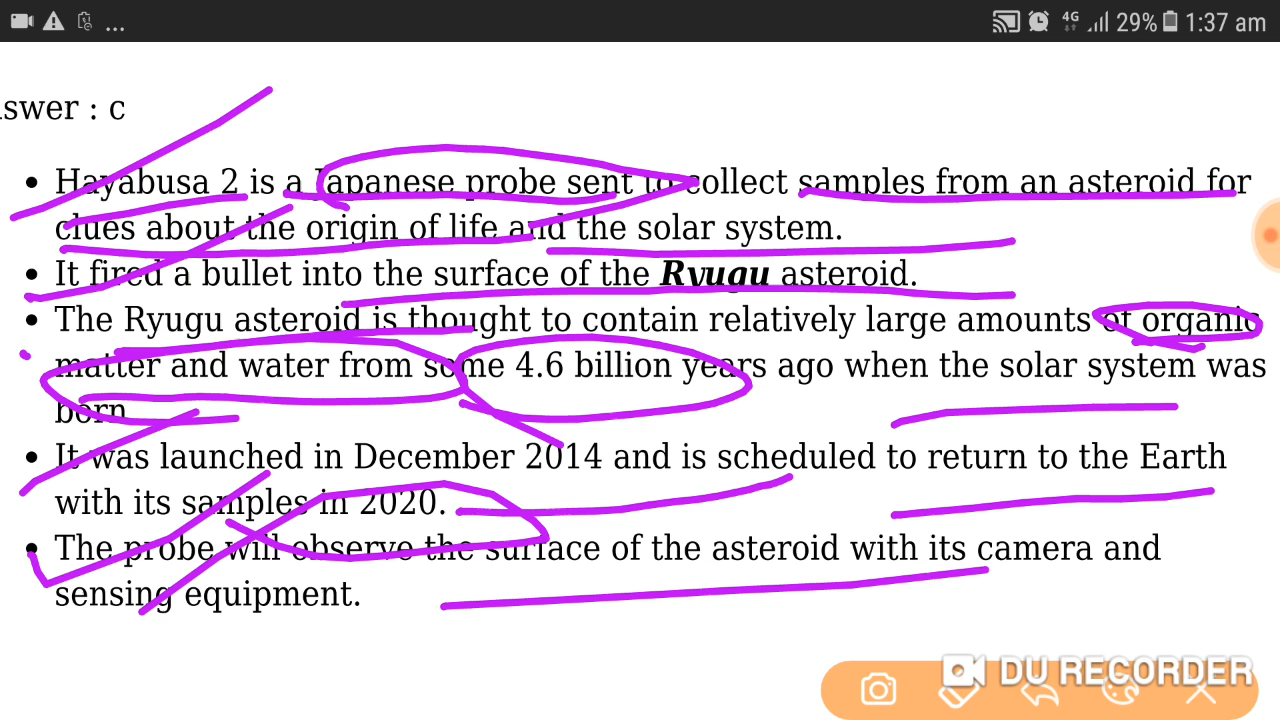 4G 29% 1:37 am
nswer : c
• Hayabusa 2 is a Japanese probe sent to collect samples from an asteroid for
clues about the origin of life and the solar system.
• It fired a bullet into the surface of the Ryugu asteroid.
• The Ryugu asteroid is thought to contain relatively large amounts of organic
matter and water from some 4.6 billion years ago when the solar system was
born.
• It was launched in December 2014 and is scheduled to return to the Earth
with its samples in 2020.
• The probe will observe the surface of the asteroid with its camera and
sensing equipment.
DU RECORDER